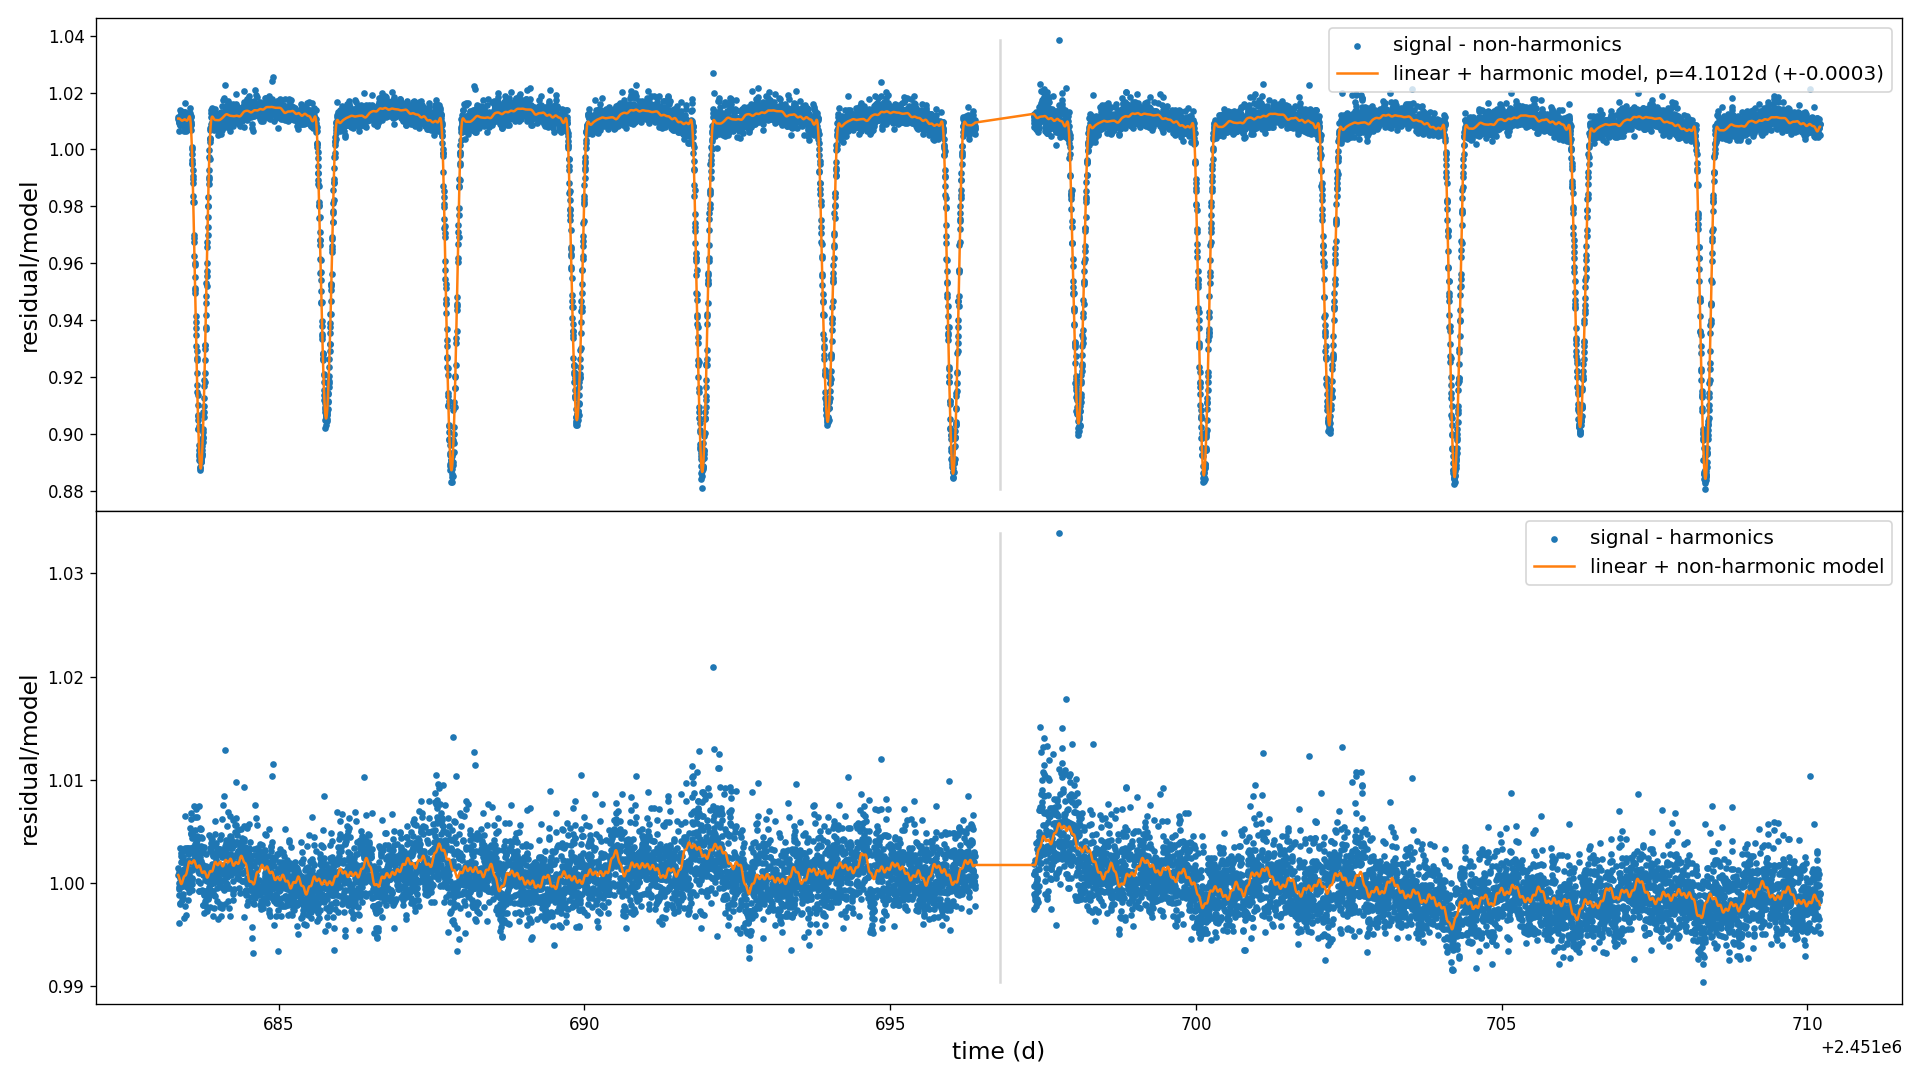 1.04
1.02
1.00
0.98
0.96
0.94
0.92
0.90
0.88
residual/model
signal - non-harmonics
linear + harmonic model, p=4.1012d (+-0.0003)
1.03
1.02
1.01
1.00
0.99
residual/model
signal - harmonics
linear + non-harmonic model
685 690 695 700 705 710
time (d)
+2.451e6